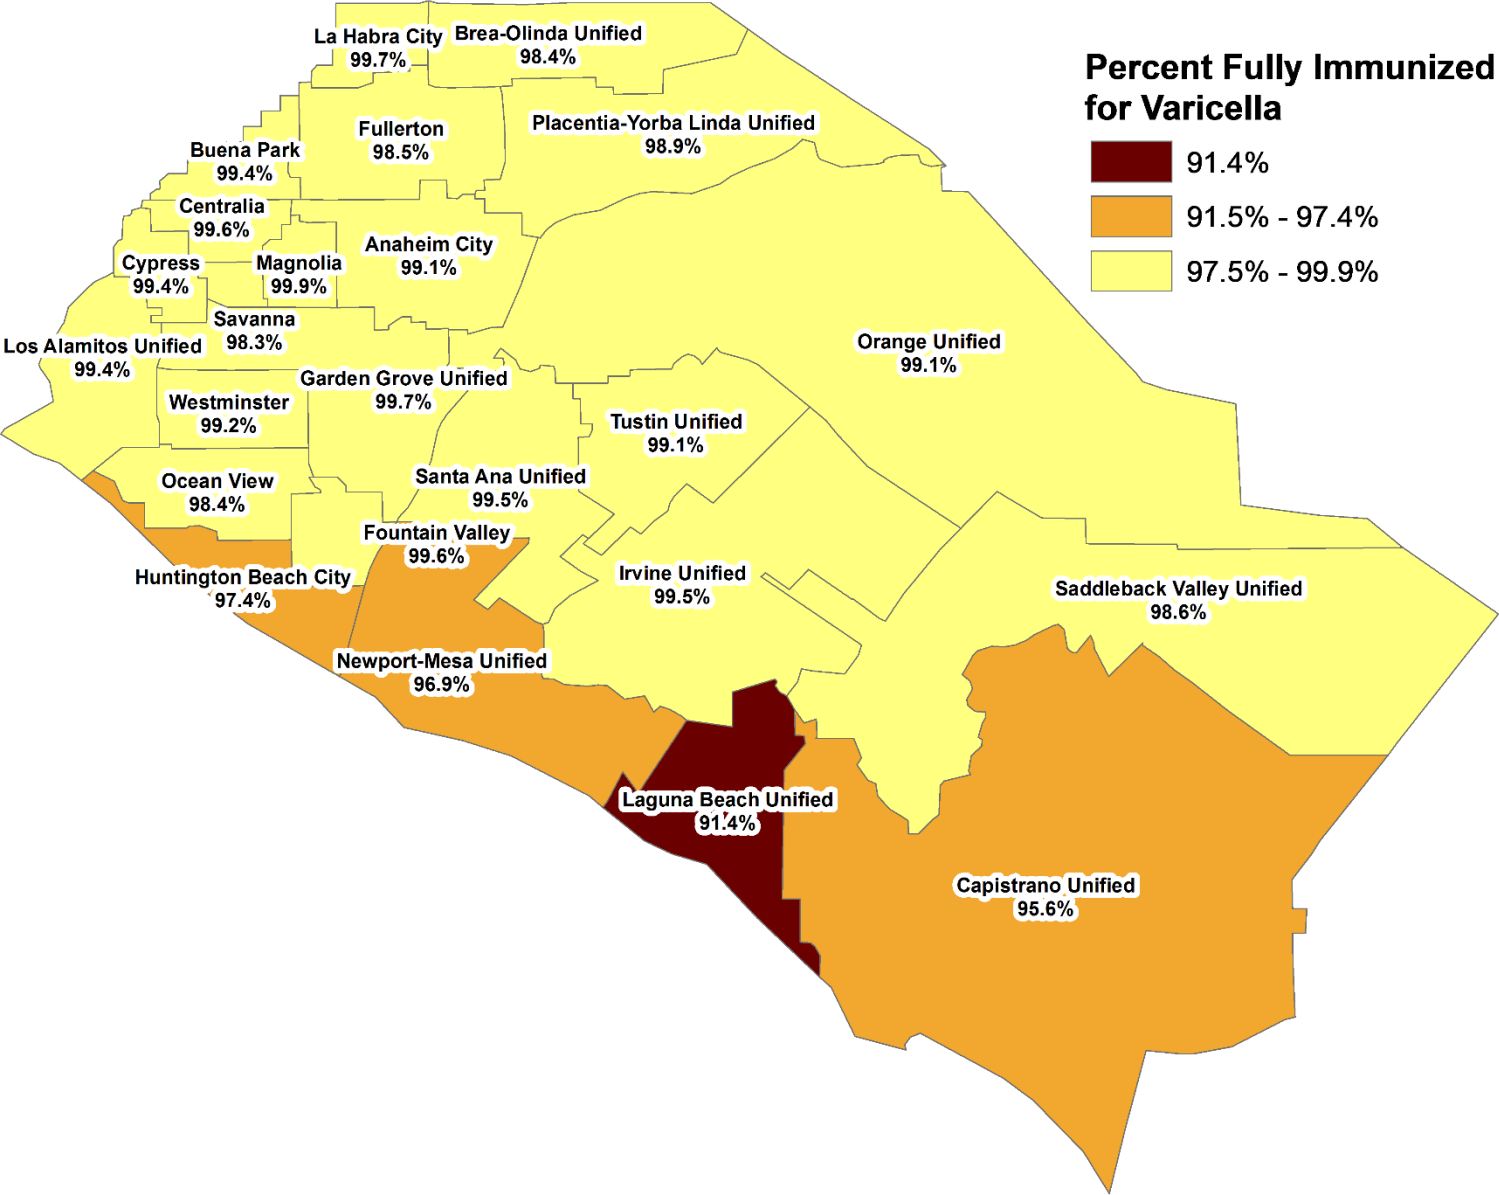 La Habra City
99.7%
Brea-Olinda Unified
98.4%
Percent Fully Immunized
for Varicella
91.4%
91.5% - 97.4%
97.5% - 99.9%
Fullerton
98.5%
Placentia-Yorba Linda Unified
98.9%
Buena Park
99.4%
Centralia
99.6%
Anaheim City
99.1%
Cypress
99.4%
Magnolia
99.9%
Savanna
98.3%
Los Alamitos Unified
99.4%
Orange Unified
99.1%
Garden Grove Unified
99.7%
Westminster
99.2%
Tustin Unified
99.1%
Ocean View
98.4%
Santa Ana Unified
99.5%
Fountain Valley
99.6%
Huntington Beach City
97.4%
Irvine Unified
99.5%
Saddleback Valley Unified
98.6%
Newport-Mesa Unified
96.9%
Laguna Beach Unified
91.4%
Capistrano Unified
95.6%